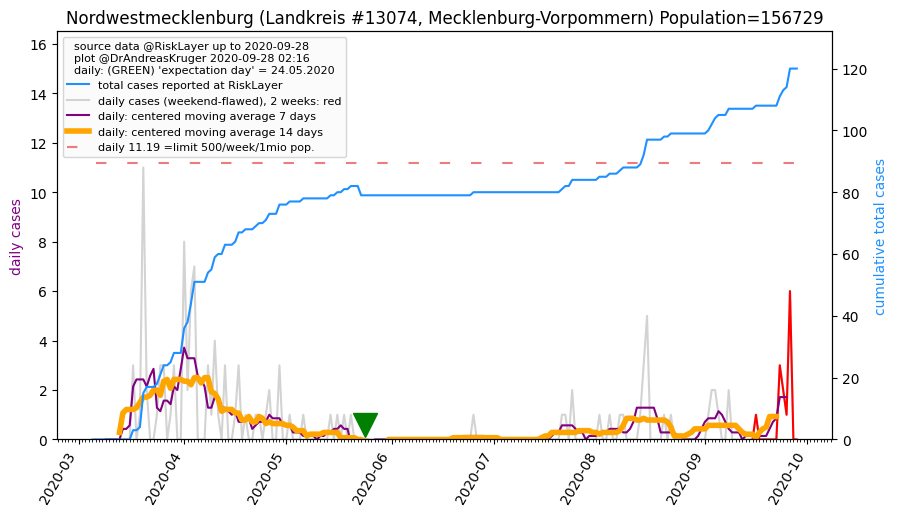 Nordwestmecklenburg (Landkreis #13074, Mecklenburg-Vorpommern) Population=156729
source data @RiskLayer up to 2020-09-28
plot @DrAndreasKruger 2020-09-28 02:16
daily: (GREEN) 'expectation day' = 24.05.2020
total cases reported at RiskLayer
daily cases (weekend-flawed), 2 weeks: red
daily: centered moving average 7 days
daily: centered moving average 14 days
daily 11.19 =limit 500/week/1mio pop.
daily cases
16
14
12
10
8
6
4
2
0
cumulative total cases
120
100
80
60
40
20
0
2020-03
2020-04
2020-05
2020-06
2020-07
2020-08
2020-09
2020-10